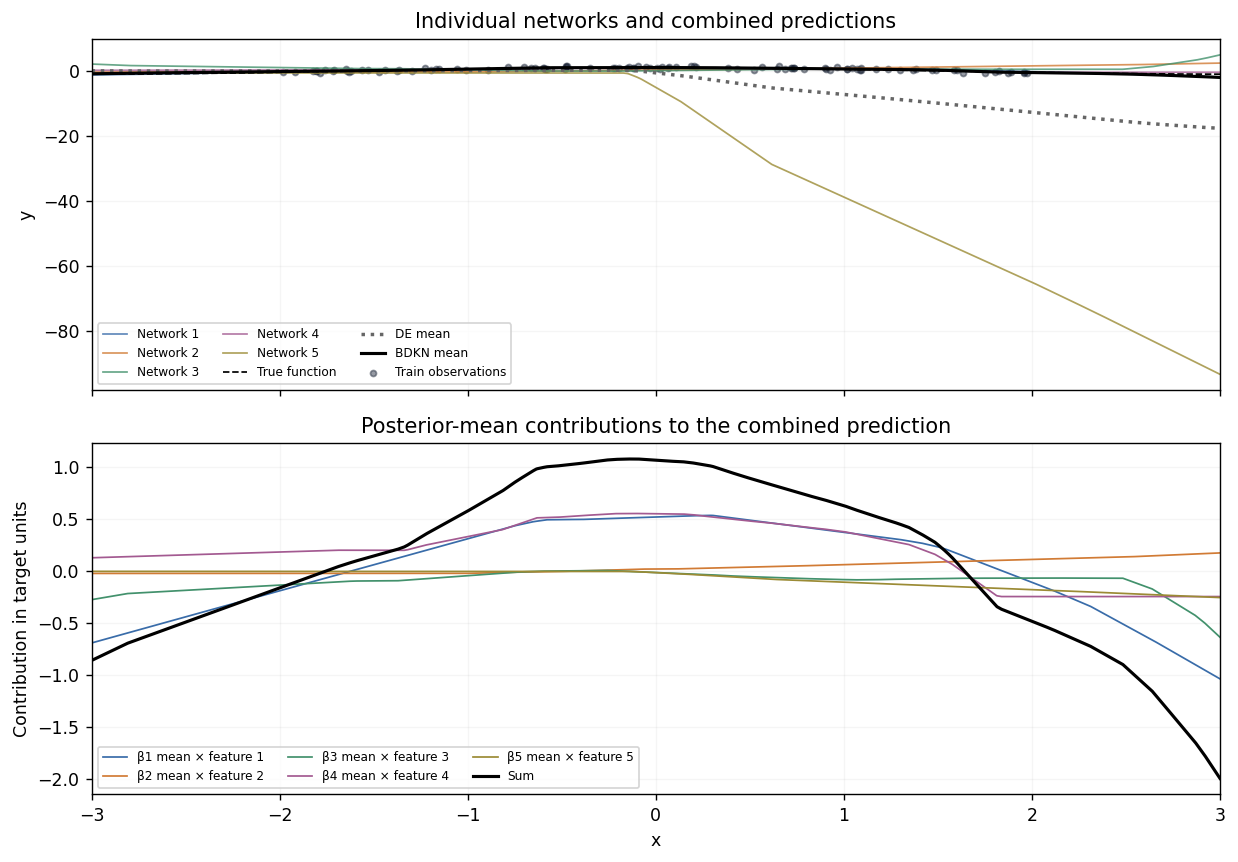 Individual networks and combined predictions
0
−20
−40
−60
−80
y
Network 1
Network 2
Network 3
Network 4
Network 5
True function
DE mean
BDKN mean
Train observations
Posterior-mean contributions to the combined prediction
1.0
0.5
0.0
−0.5
−1.0
−1.5
−2.0
Contribution in target units
β1 mean × feature 1
β2 mean × feature 2
β3 mean × feature 3
β4 mean × feature 4
β5 mean × feature 5
Sum
−3 −2 −1 0 1 2 3
x